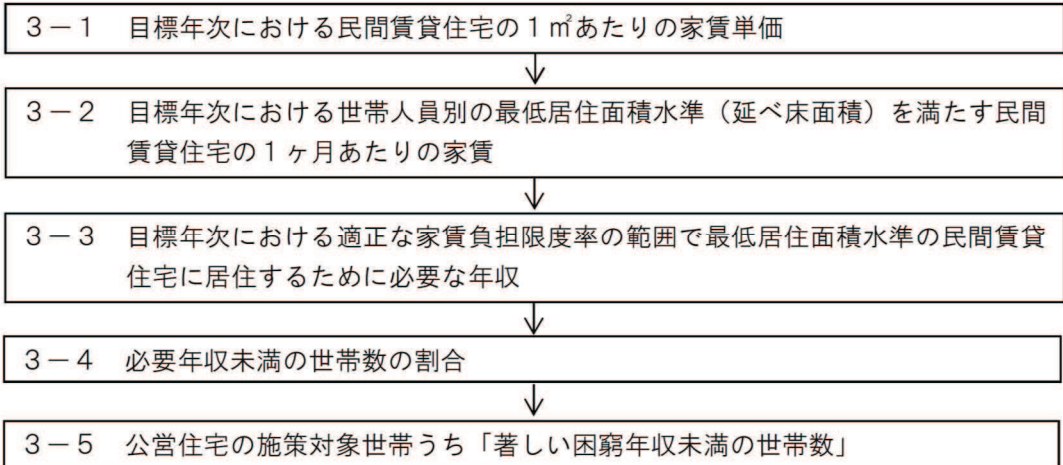 3－1 目標年次における民間賃貸住宅の1㎡あたりの家賃単価
3－2 目標年次における世帯人員別の最低居住面積水準（延べ床面積）を満たす民間
賃貸住宅の1ヶ月あたりの家賃
3－3 目標年次における適正な家賃負担限度率の範囲で最低居住面積水準の民間賃貸
住宅に居住するために必要な年収
3－4 必要年収未満の世帯数の割合
3－5 公営住宅の施策対象世帯うち「著しい困窮年収未満の世帯数」